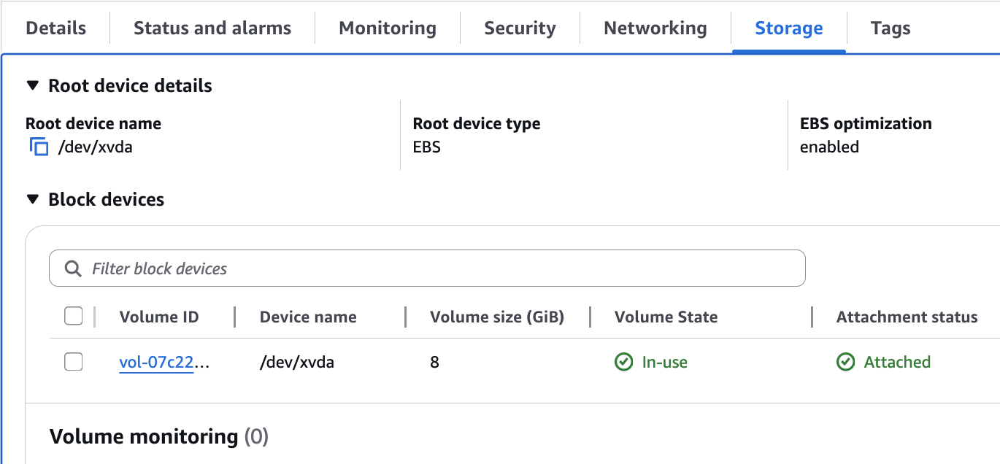 Details Status and alarms Monitoring Security Networking Storage Tags
Root device details
Root device name Root device type EBS optimization
/dev/xvda EBS enabled
Block devices
Filter block devices
Volume ID Device name Volume size (GiB) Volume State Attachment status
vol-07c22... /dev/xvda 8 In-use Attached
Volume monitoring (0)